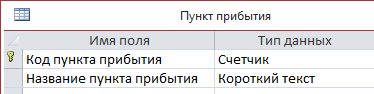 Пункт прибытия
Имя поля Тип данных
Код пункта прибытия Счетчик
Название пункта прибытия Короткий текст